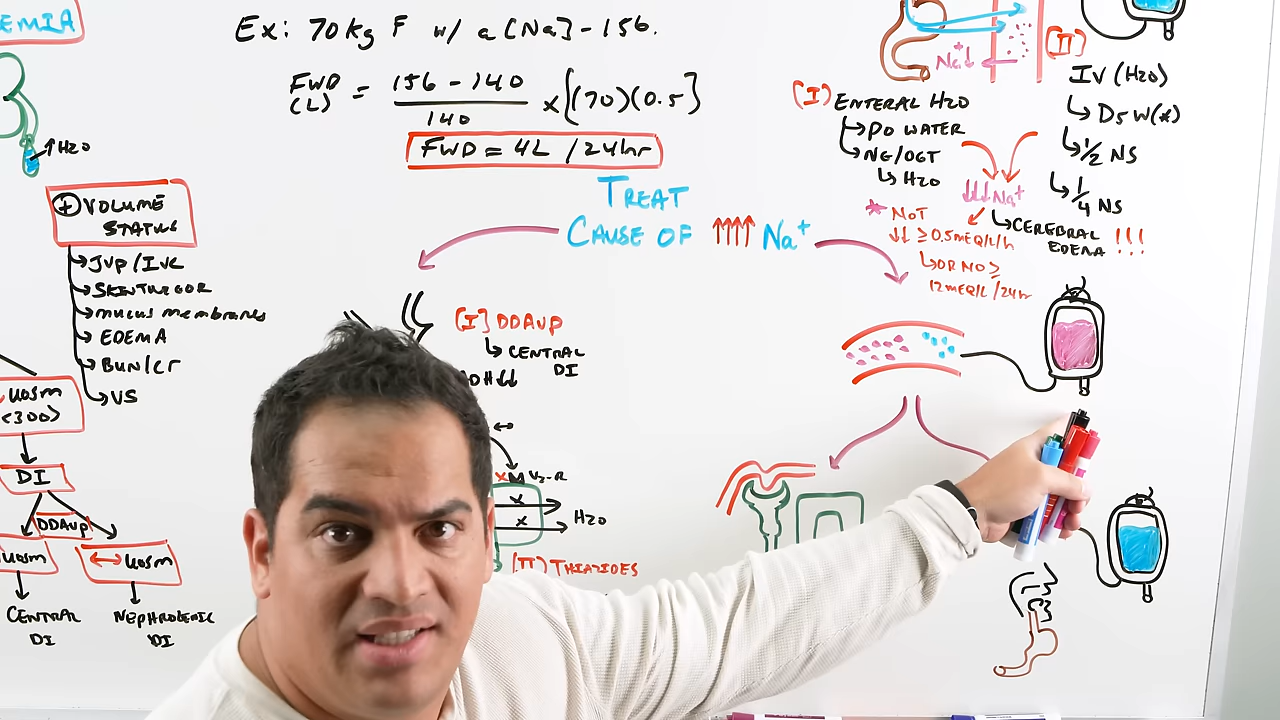 EMIA
↑H2O
⊕ VOLUME
STATUS
↳ JVP/IVC
↳ SKIN TURGOR
↳ MUCUS MEMBRANES
↳ EDEMA
↳ BUN/Cr
↳ VS
UOSM
<300>
DI
DDAVP
UOSM
↔ UOSM
CENTRAL
DI
NEPHROGENIC
DI
Ex: 70kg F w/ a [Na] - 156.
FWD
(L) = 156 - 140
140
x [(70)(0.5)]
FWD = 4L /24hr
TREAT
CAUSE OF ↑↑↑↑ Na+
[I] DDAVP
↳ CENTRAL
DI
DH↓↓
↔
x
V2-R
x
x
H2O
[II] THIAZIDES
Na+↓
[I] ENTERAL H2O
↳ PO WATER
↳ NG/OGT
↳ H2O
[II]
IV (H2O)
↳ D5W(*)
↳ 1/2 NS
↳ 1/4 NS
↓↓↓Na+
↳ CEREBRAL
EDEMA !!!
* NOT
↓↓ ≥0.5mEQ/L/h
↳ OR NO ≥
12mEQ/L/24hr